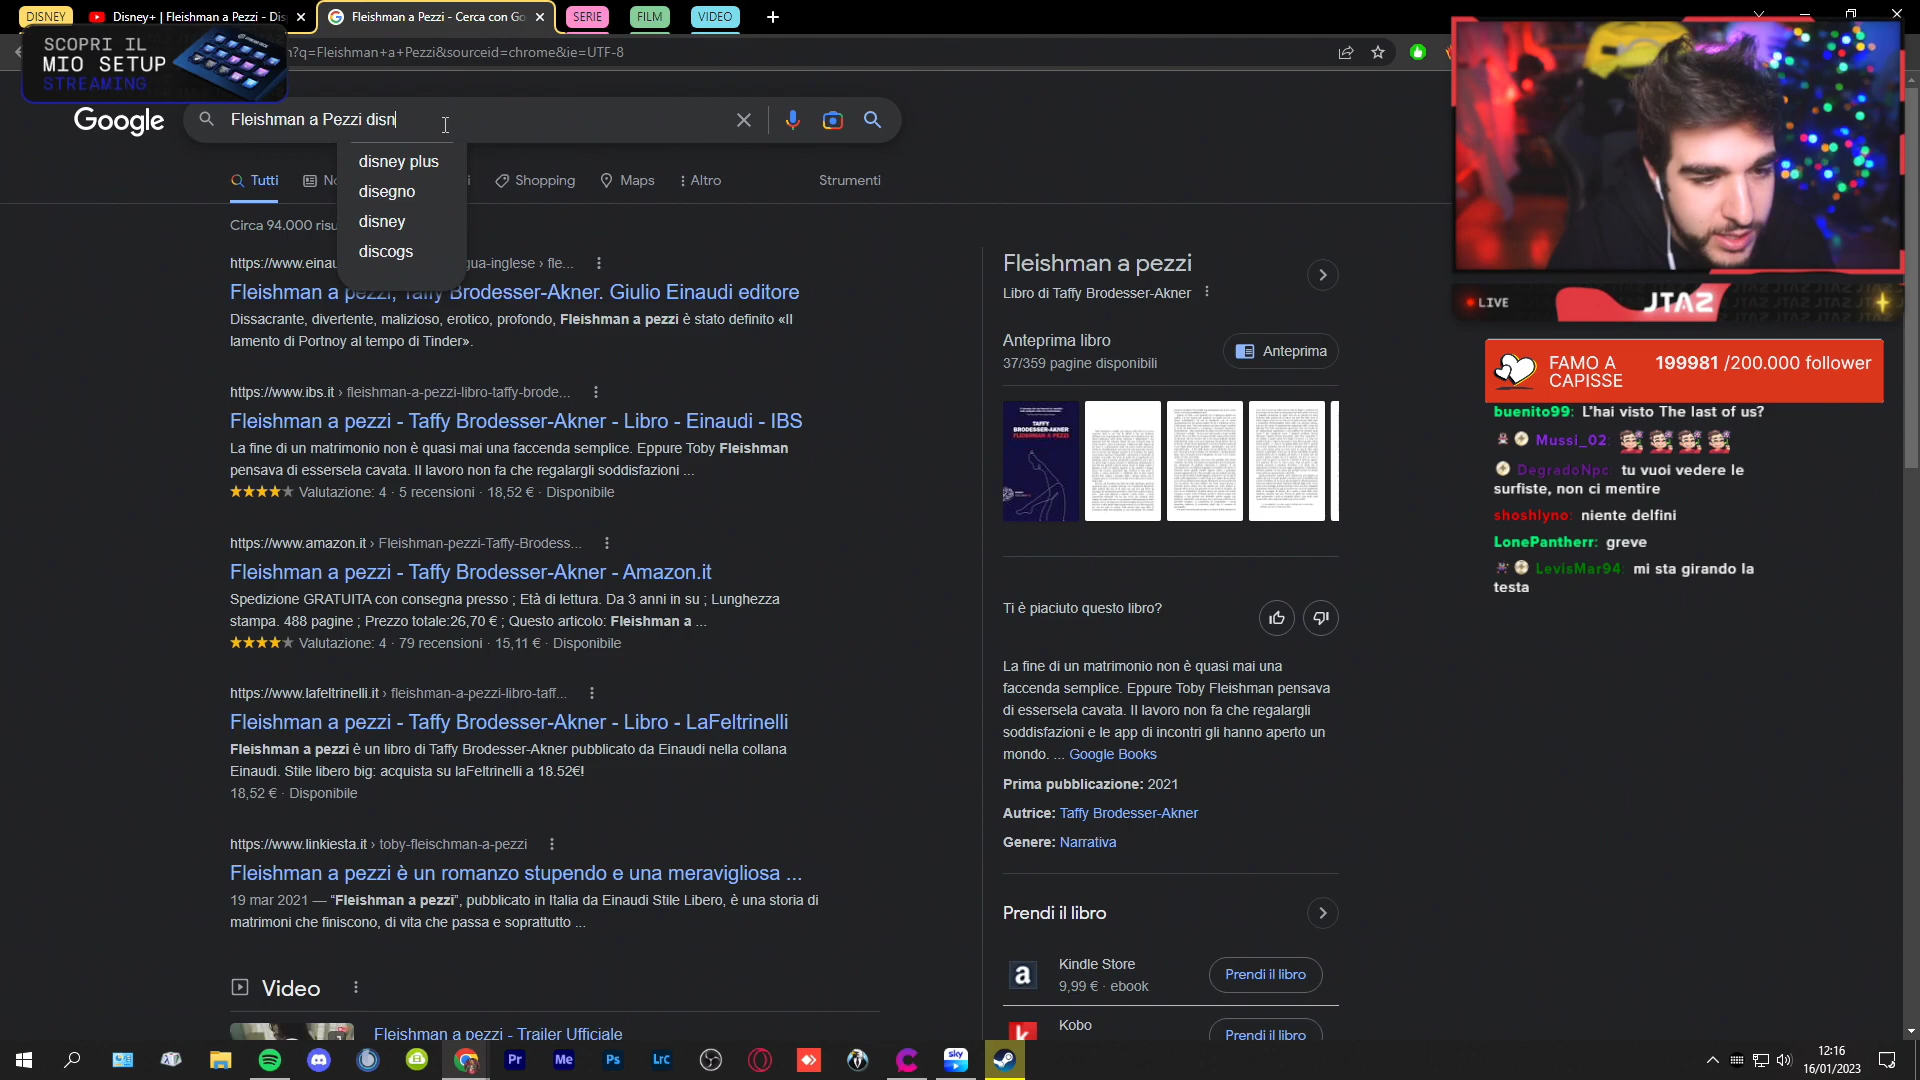 DISNEY
Disney+ | Fleishman a Pezzi - Dis
Fleishman a Pezzi - Cerca con Go
SERIE
FILM
VIDEO
?q=Fleishman+a+Pezzi&sourceid=chrome&ie=UTF-8
SCOPRI IL
MIO SETUP
STREAMING
Google
Fleishman a Pezzi disn
disney plus
disegno
disney
discogs
Tutti
Shopping
Maps
Altro
Strumenti
Circa 94.000 risu
https://www.einau
gua-inglese › fle...
Fleishman a pezzi, Taffy Brodesser-Akner. Giulio Einaudi editore
Dissacrante, divertente, malizioso, erotico, profondo, Fleishman a pezzi è stato definito «Il
lamento di Portnoy al tempo di Tinder».
https://www.ibs.it › fleishman-a-pezzi-libro-taffy-brode...
Fleishman a pezzi - Taffy Brodesser-Akner - Libro - Einaudi - IBS
La fine di un matrimonio non è quasi mai una faccenda semplice. Eppure Toby Fleishman
pensava di essersela cavata. Il lavoro non fa che regalargli soddisfazioni ...
Valutazione: 4 · 5 recensioni · 18,52 € · Disponibile
https://www.amazon.it › Fleishman-pezzi-Taffy-Brodess...
Fleishman a pezzi - Taffy Brodesser-Akner - Amazon.it
Spedizione GRATUITA con consegna presso ; Età di lettura. Da 3 anni in su ; Lunghezza
stampa. 488 pagine ; Prezzo totale:26,70 € ; Questo articolo: Fleishman a ...
Valutazione: 4 · 79 recensioni · 15,11 € · Disponibile
https://www.lafeltrinelli.it › fleishman-a-pezzi-libro-taff...
Fleishman a pezzi - Taffy Brodesser-Akner - Libro - LaFeltrinelli
Fleishman a pezzi è un libro di Taffy Brodesser-Akner pubblicato da Einaudi nella collana
Einaudi. Stile libero big: acquista su laFeltrinelli a 18.52€!
18,52 € · Disponibile
https://www.linkiesta.it › toby-fleischman-a-pezzi
Fleishman a pezzi è un romanzo stupendo e una meravigliosa ...
19 mar 2021 — “Fleishman a pezzi”, pubblicato in Italia da Einaudi Stile Libero, è una storia di
matrimoni che finiscono, di vita che passa e soprattutto ...
Video
Fleishman a pezzi - Trailer Ufficiale
Fleishman a pezzi
Libro di Taffy Brodesser-Akner
Anteprima libro
37/359 pagine disponibili
Anteprima
TAFFY
BRODESSER-AKNER
FLEISHMAN A PEZZI
Ti è piaciuto questo libro?
La fine di un matrimonio non è quasi mai una
faccenda semplice. Eppure Toby Fleishman pensava
di essersela cavata. Il lavoro non fa che regalargli
soddisfazioni e le app di incontri gli hanno aperto un
mondo. ... Google Books
Prima pubblicazione: 2021
Autrice: Taffy Brodesser-Akner
Genere: Narrativa
Prendi il libro
Kindle Store
9,99 € · ebook
Prendi il libro
Kobo
Prendi il libro
LIVE
JTAZ
FAMO A
CAPISSE
199981 /200.000 follower
buenito99: L'hai visto The last of us?
Mussi_02:
DegradoNpc: tu vuoi vedere le
surfiste, non ci mentire
shoshlyno: niente delfini
LonePantherr: greve
LevisMar94: mi sta girando la
testa
Pr
Me
Ps
Lrc
sky
12:16
16/01/2023